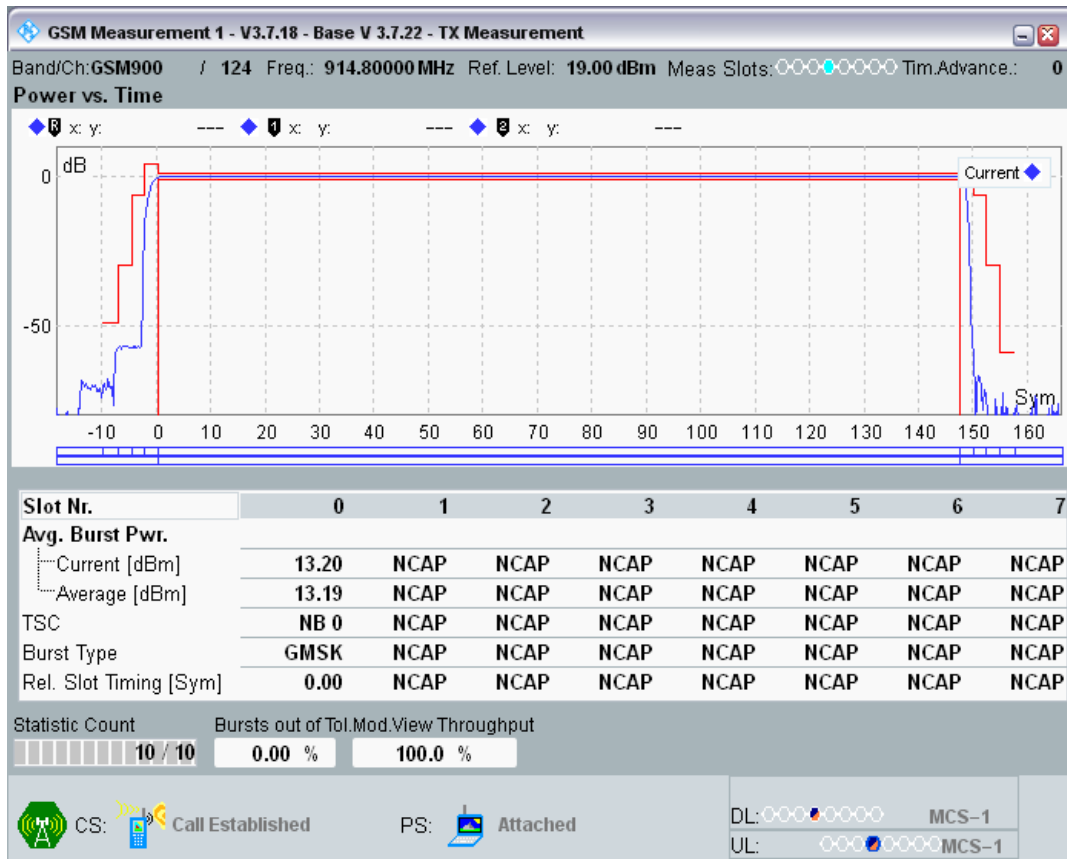 GSM Measurement 1 - V3.7.18 - Base V 3.7.22 - TX Measurement
Band/Ch:GSM900 / 124 Freq.: 914.80000 MHz Ref. Level: 19.00 dBm Meas Slots: Tim.Advance.: 0
Power vs. Time
R x: y: --- 1 x: y: --- 2 x: y: ---
dB
Current
0
-50
Sym
-10 0 10 20 30 40 50 60 70 80 90 100 110 120 130 140 150 160
Slot Nr. 0 1 2 3 4 5 6 7
Avg. Burst Pwr.
Current [dBm] 13.20 NCAP NCAP NCAP NCAP NCAP NCAP NCAP
Average [dBm] 13.19 NCAP NCAP NCAP NCAP NCAP NCAP NCAP
TSC NB 0 NCAP NCAP NCAP NCAP NCAP NCAP NCAP
Burst Type GMSK NCAP NCAP NCAP NCAP NCAP NCAP NCAP
Rel. Slot Timing [Sym] 0.00 NCAP NCAP NCAP NCAP NCAP NCAP NCAP
Statistic Count Bursts out of Tol. Mod.View Throughput
10 / 10 0.00 % 100.0 %
CS: Call Established PS: Attached
DL: MCS-1
UL: MCS-1